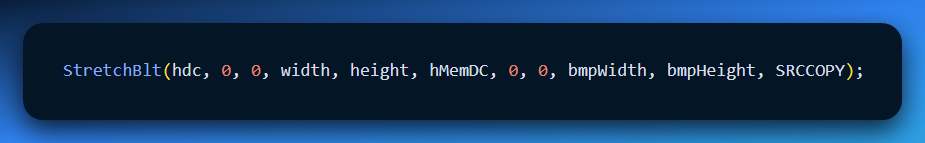 StretchBlt(hdc, 0, 0, width, height, hMemDC, 0, 0, bmpWidth, bmpHeight, SRCCOPY);